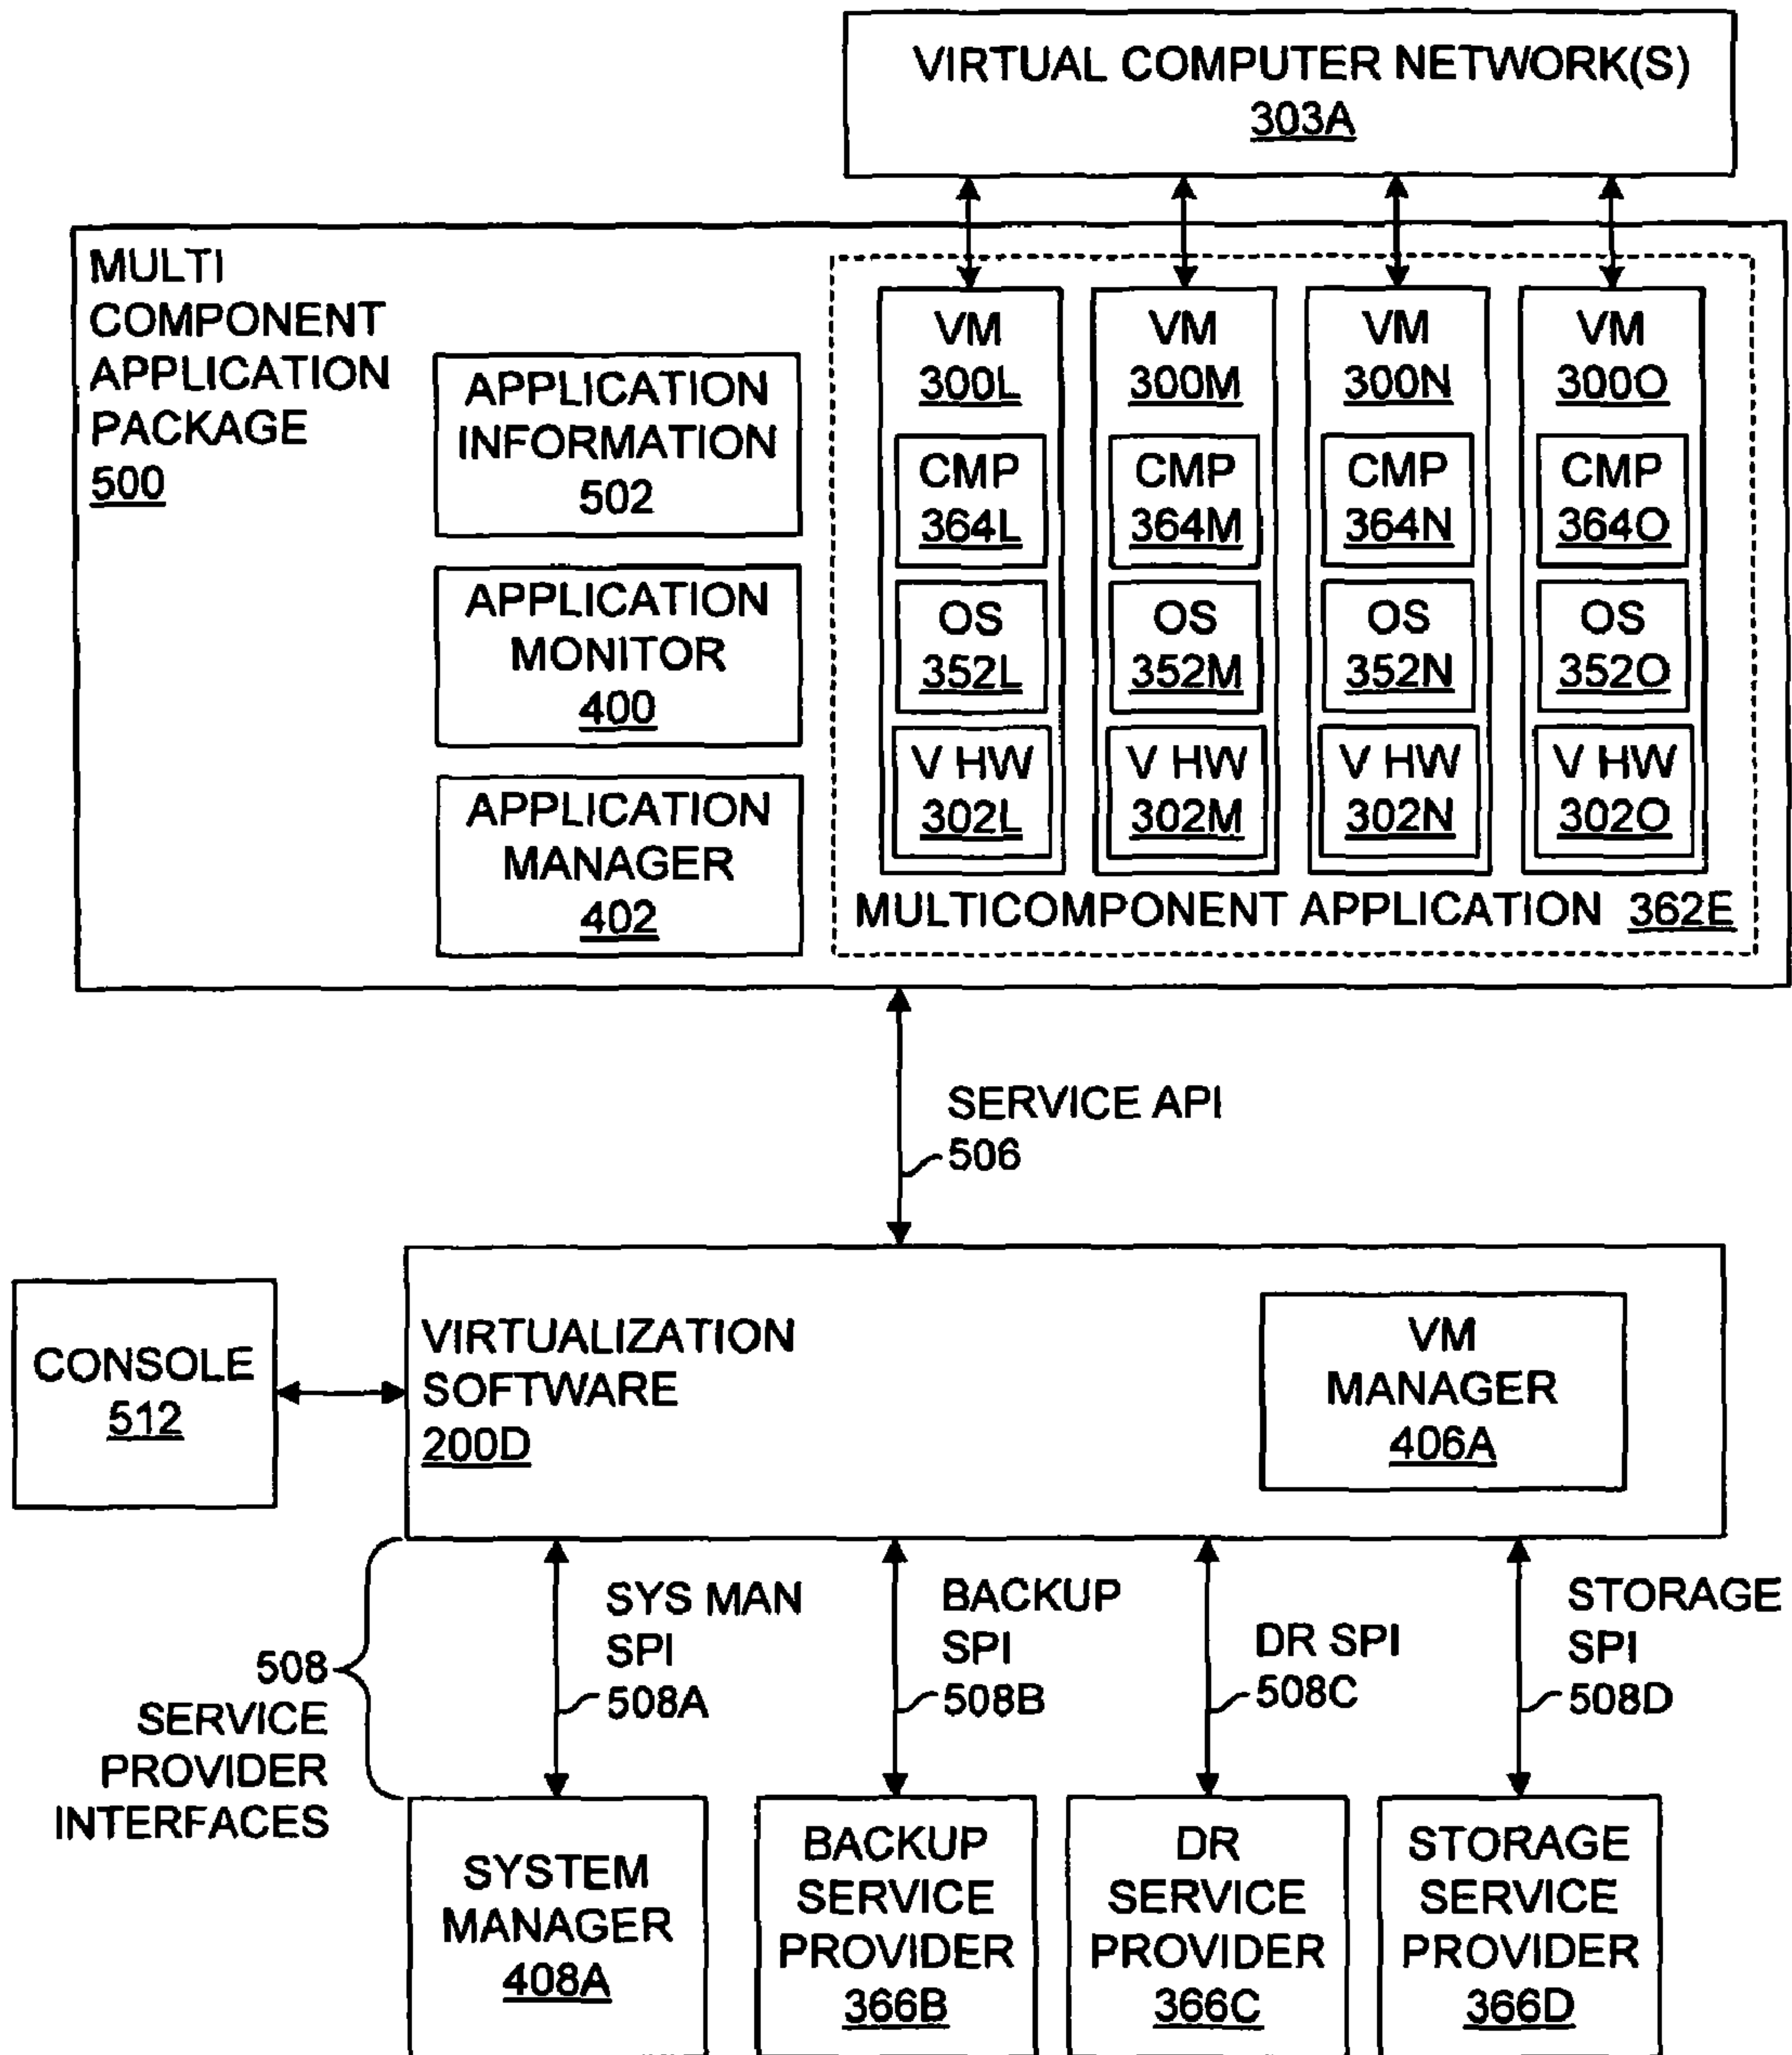 VIRTUAL COMPUTER NETWORK(S)
303A
MULTI
COMPONENT
APPLICATION
PACKAGE
500
APPLICATION
INFORMATION
502
APPLICATION
MONITOR
400
APPLICATION
MANAGER
402
VM
300L
CMP
364L
OS
352L
V HW
302L
VM
300M
CMP
364M
OS
352M
V HW
302M
VM
300N
CMP
364N
OS
352N
V HW
302N
VM
300O
CMP
364O
OS
352O
V HW
302O
MULTICOMPONENT APPLICATION 362E
SERVICE API
506
CONSOLE
512
VIRTUALIZATION
SOFTWARE
200D
VM
MANAGER
406A
508
SERVICE
PROVIDER
INTERFACES
SYS MAN
SPI
508A
BACKUP
SPI
508B
DR SPI
508C
STORAGE
SPI
508D
SYSTEM
MANAGER
408A
BACKUP
SERVICE
PROVIDER
366B
DR
SERVICE
PROVIDER
366C
STORAGE
SERVICE
PROVIDER
366D